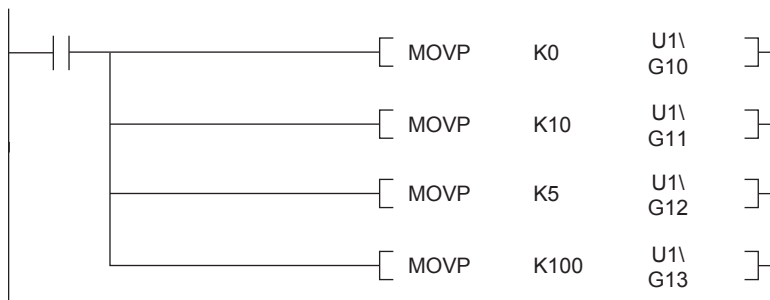 MOVP K0 U1\
G10
MOVP K10 U1\
G11
MOVP K5 U1\
G12
MOVP K100 U1\
G13